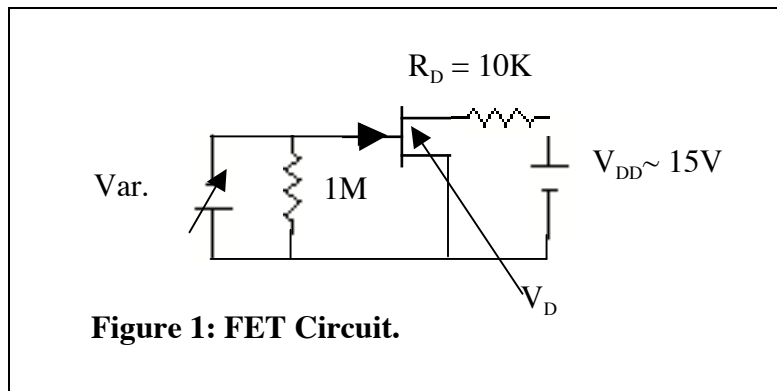 R_D = 10K
Var.
1M
V_DD~ 15V
V_D
Figure 1: FET Circuit.